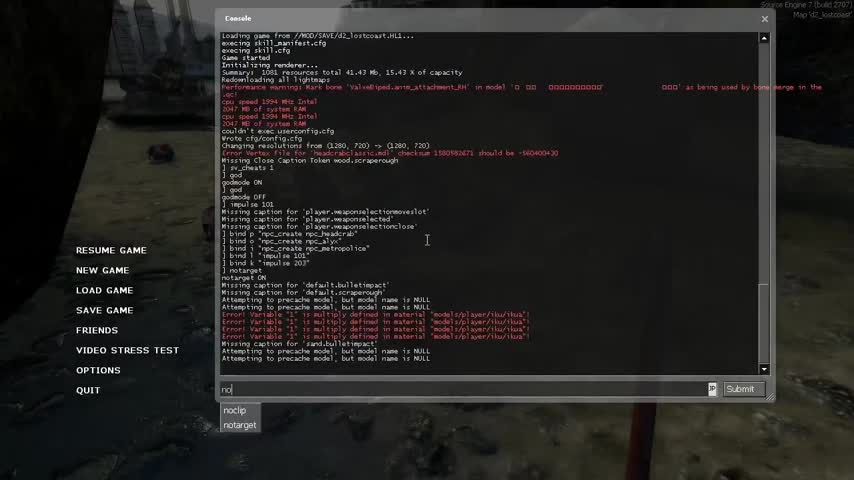 Source Engine 7 (build 2707)
Map 'd2_lostcoast'
Console
Loading game from //MOD/SAVE/d2_lostcoast.HL1...
execing skill_manifest.cfg
execing skill.cfg
Game started
Initializing renderer...
Summary: 1081 resources total 41.43 Mb, 15.43 % of capacity
Redownloading all lightmaps
Performance warning: Mark bone 'ValveBiped.anim_attachment_RH' in model '□ □□ □□□□□□□□□□' □□□' as being used by bone merge in the
.qc!
cpu speed 1994 MHz Intel
2047 MB of system RAM
cpu speed 1994 MHz Intel
2047 MB of system RAM
couldn't exec userconfig.cfg
Wrote cfg/config.cfg
Changing resolutions from (1280, 720) -> (1280, 720)
Error Vertex File for 'headcrabclassic.mdl' checksum 1580582671 should be -560400430
Missing Close Caption Token wood.scraperough
] sv_cheats 1
] god
godmode ON
] god
godmode OFF
] impulse 101
Missing caption for 'player.weaponselectionmoveslot'
Missing caption for 'player.weaponselected'
Missing caption for 'player.weaponselectionclose'
] bind p "npc_create npc_headcrab"
] bind o "npc_create npc_alyx"
] bind i "npc_create npc_metropolice"
] bind l "impulse 101"
] bind k "impulse 203"
] notarget
notarget ON
Missing caption for 'default.bulletimpact'
Missing caption for 'default.scraperough'
Attempting to precache model, but model name is NULL
Attempting to precache model, but model name is NULL
Error! Variable "1" is multiply defined in material "models/player/iku/ikua"!
Error! Variable "1" is multiply defined in material "models/player/iku/ikua"!
Error! Variable "1" is multiply defined in material "models/player/iku/ikua"!
Error! Variable "1" is multiply defined in material "models/player/iku/ikua"!
Missing caption for 'sand.bulletimpact'
Attempting to precache model, but model name is NULL
Attempting to precache model, but model name is NULL
no
JP
Submit
noclip
notarget
RESUME GAME
NEW GAME
LOAD GAME
SAVE GAME
FRIENDS
VIDEO STRESS TEST
OPTIONS
QUIT